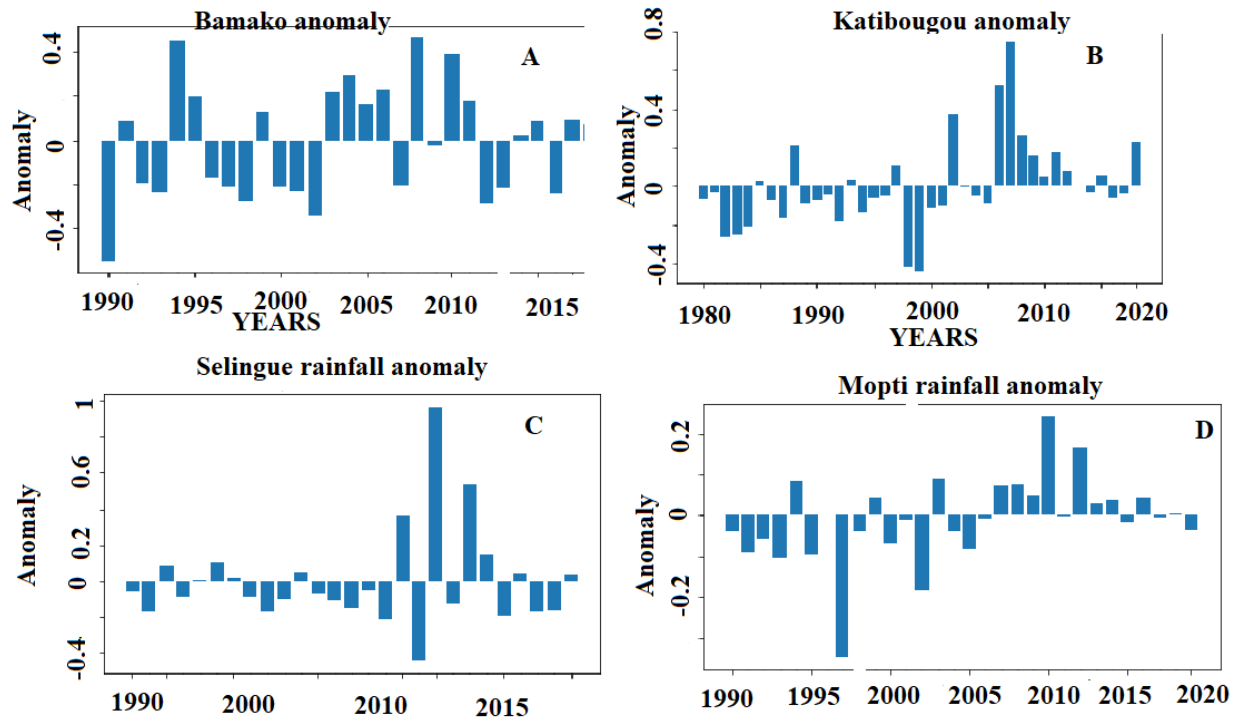 Bamako anomaly
A
Anomaly
0.4
0
-0.4
1990 1995 2000 2005 2010 2015
YEARS
Katibougou anomaly
B
Anomaly
0.8
0.4
0
-0.4
1980 1990 2000 2010 2020
YEARS
Selingue rainfall anomaly
C
Anomaly
1
0.6
0.2
0
-0.4
1990 2000 2010 2015
Mopti rainfall anomaly
D
Anomaly
0.2
0
-0.2
1990 1995 2000 2005 2010 2015 2020